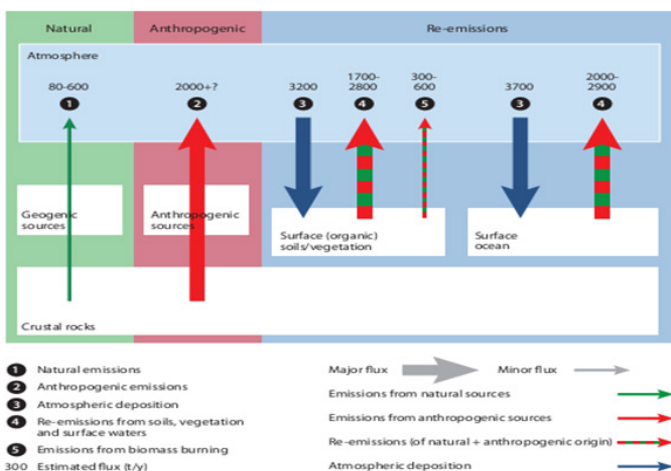 Natural
Anthropogenic
Re-emissions
Atmosphere
80-600
1
2000+?
2
3200
3
1700-
2800
4
300-
600
5
3700
3
2000-
2900
4
Geogenic
sources
Anthropogenic
sources
Surface (organic)
soils/vegetation
Surface
ocean
Crustal rocks
1 Natural emissions
2 Anthropogenic emissions
3 Atmospheric deposition
4 Re-emissions from soils, vegetation
and surface waters
5 Emissions from biomass burning
300 Estimated flux (t/y)
Major flux Minor flux
Emissions from natural sources
Emissions from anthropogenic sources
Re-emissions (of natural + anthropogenic origin)
Atmospheric deposition